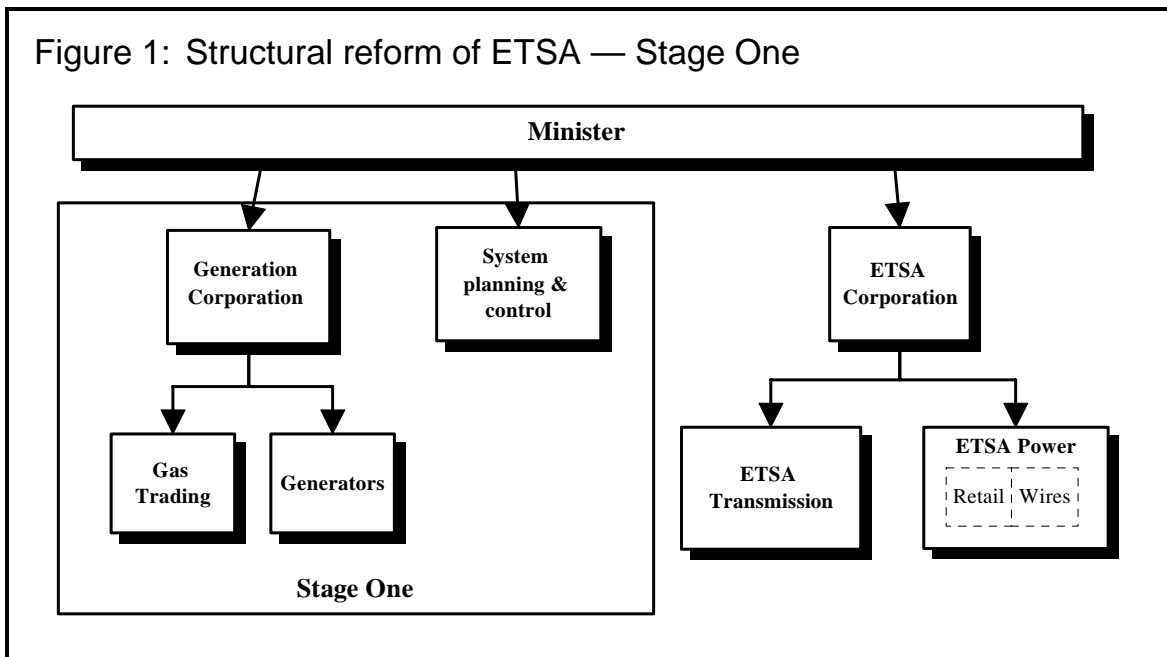 Figure 1: Structural reform of ETSA — Stage One
Minister
Generation
Corporation
System
planning &
control
ETSA
Corporation
Gas
Trading
Generators
ETSA
Transmission
ETSA Power
Retail Wires
Stage One